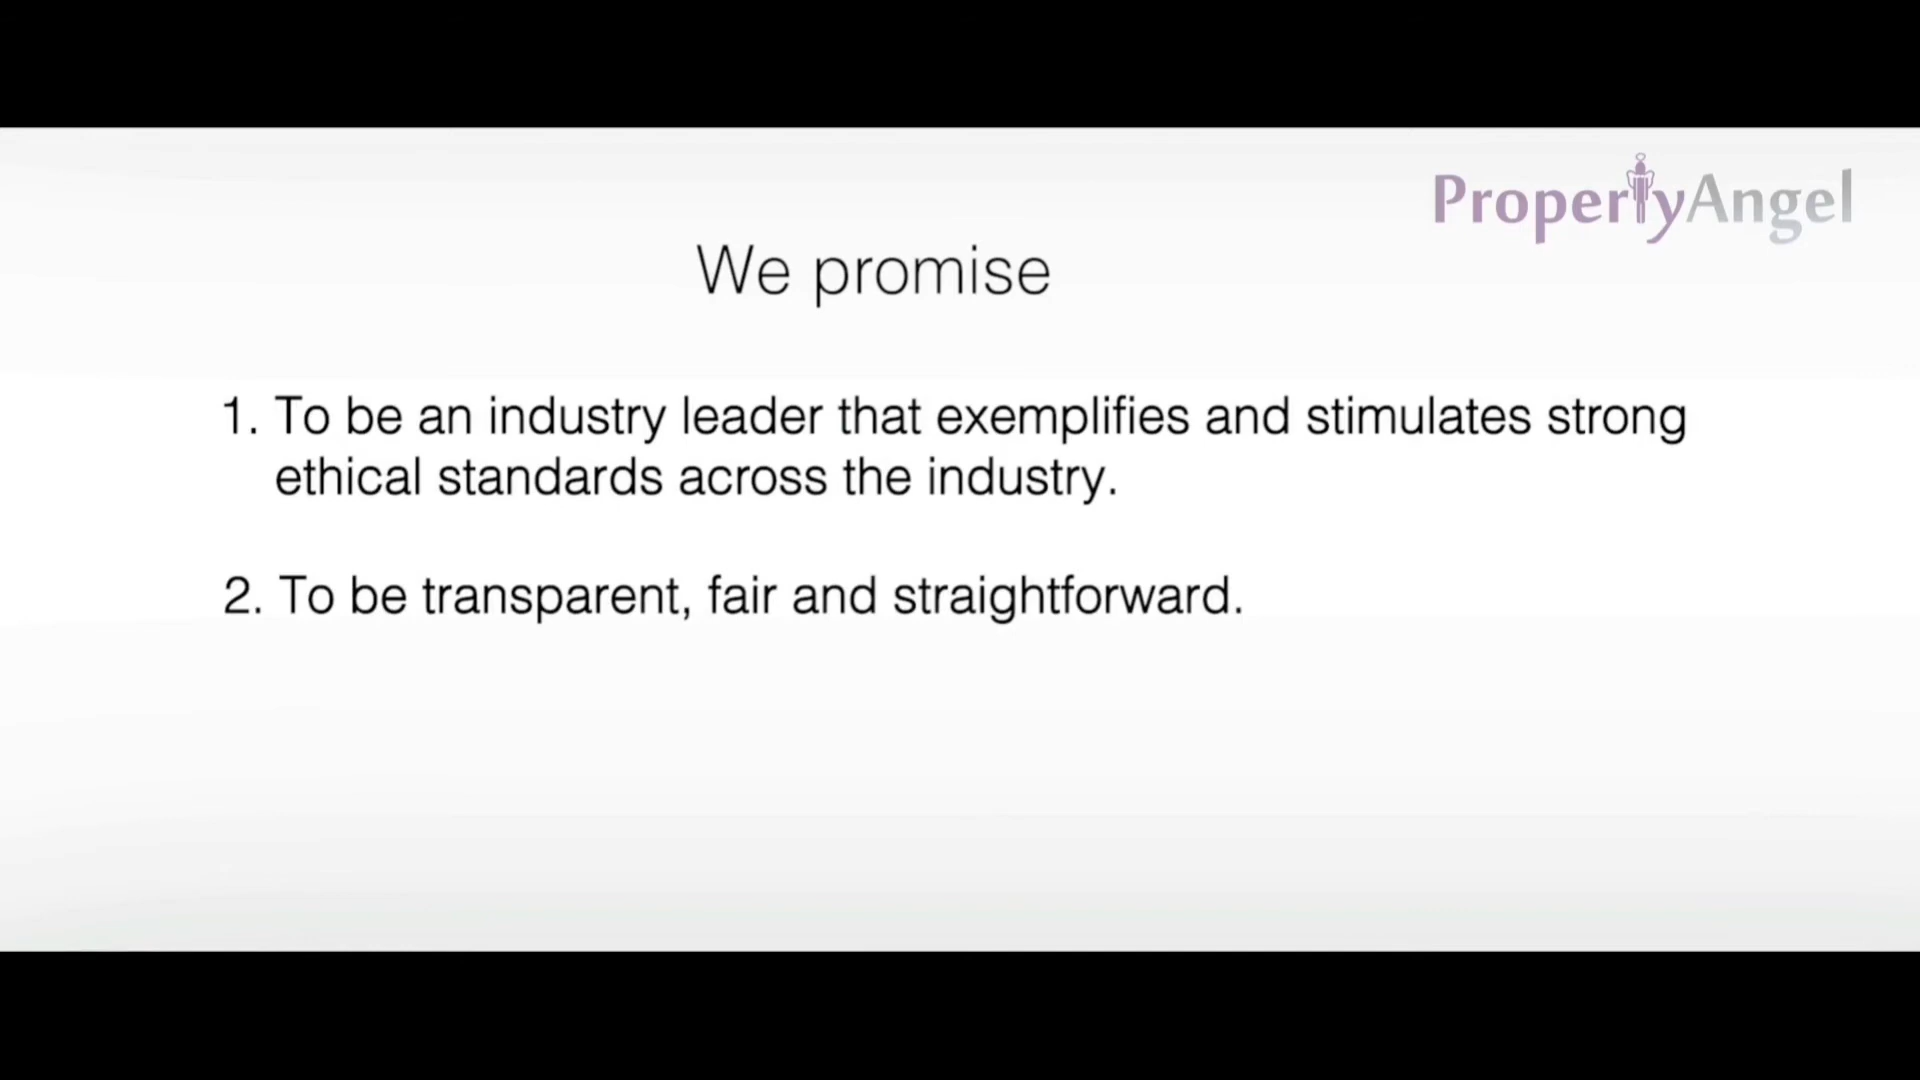 PropertyAngel
We promise
1. To be an industry leader that exemplifies and stimulates strong
ethical standards across the industry.
2. To be transparent, fair and straightforward.